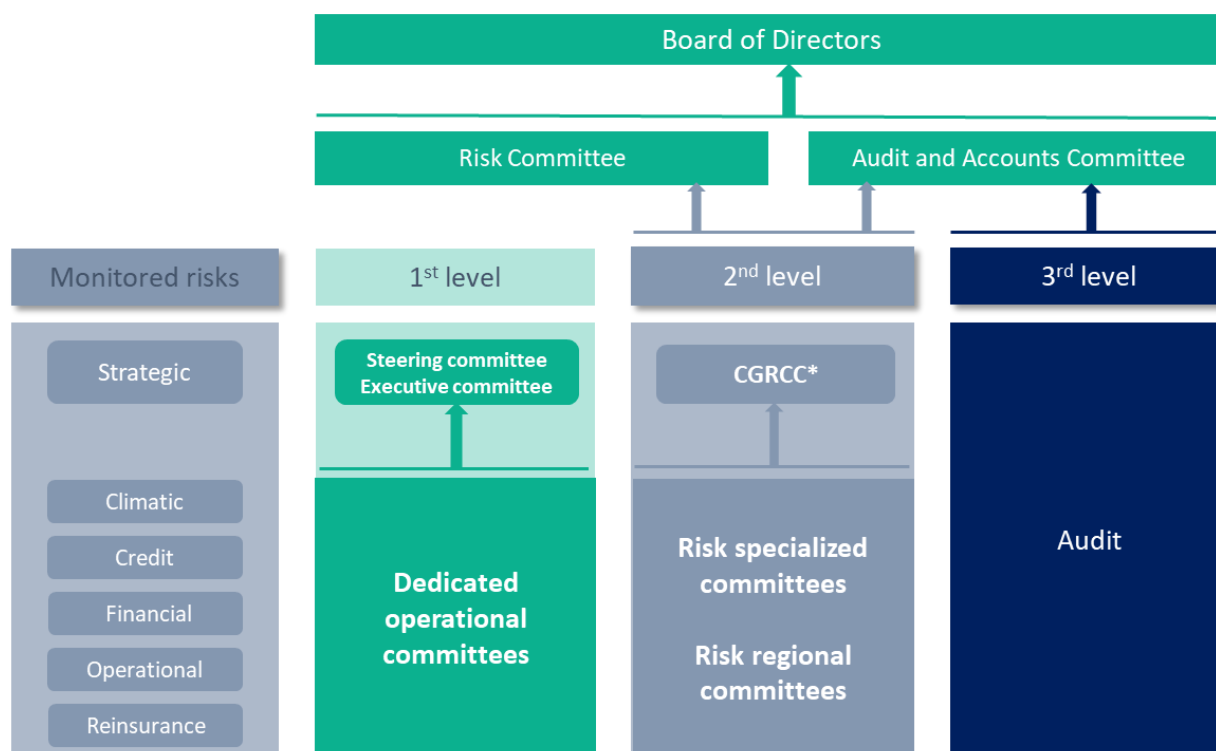 Board of Directors
Risk Committee
Audit and Accounts Committee
Monitored risks
1st level
2nd level
3rd level
Strategic
Steering committee
Executive committee
CGRCC*
Climatic
Credit
Financial
Operational
Reinsurance
Dedicated
operational
committees
Risk specialized
committees
Risk regional
committees
Audit